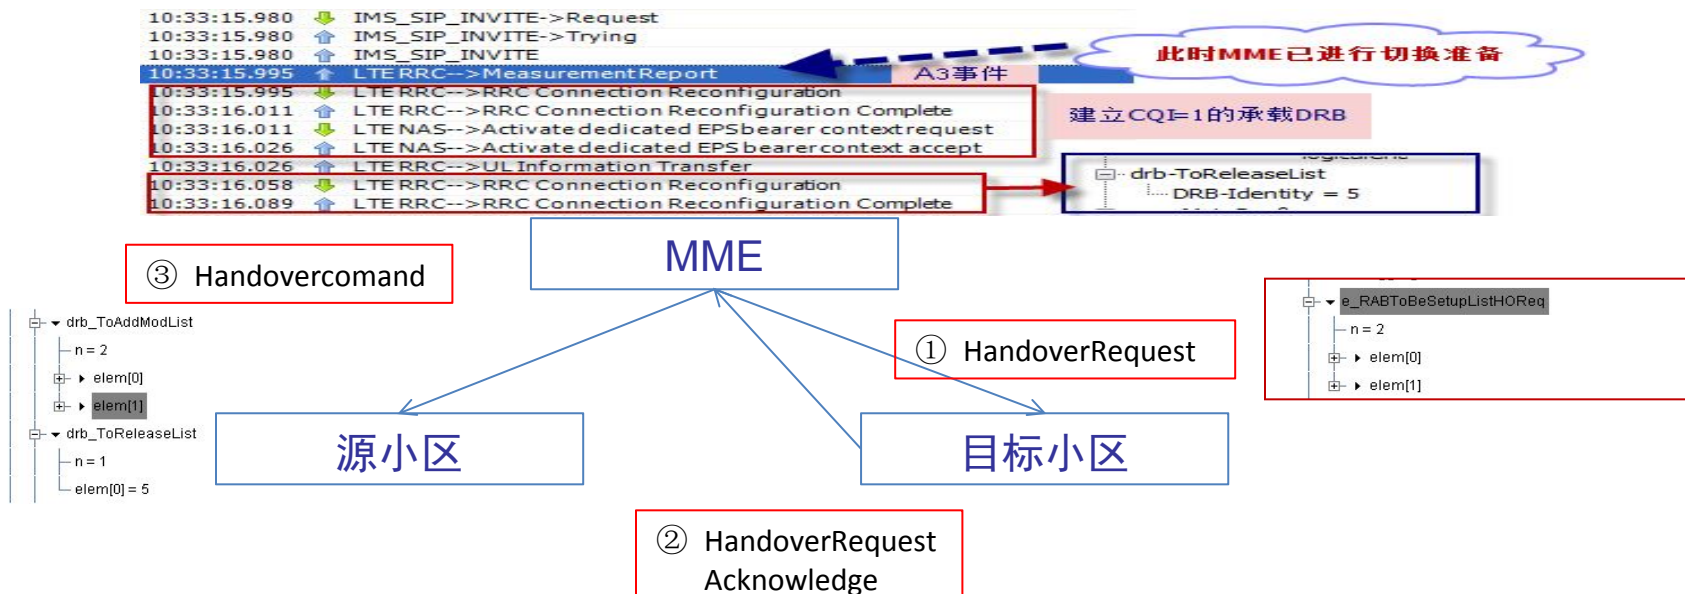 10:33:15.980 IMS_SIP_INVITE->Request
10:33:15.980 IMS_SIP_INVITE->Trying
10:33:15.980 IMS_SIP_INVITE
此时MME已进行切换准备
10:33:15.995 LTE RRC-->Measurement Report
A3事件
10:33:15.995 LTE RRC-->RRC Connection Reconfiguration
10:33:16.011 LTE RRC-->RRC Connection Reconfiguration Complete
10:33:16.011 LTE NAS-->Activate dedicated EPS bearer context request
10:33:16.026 LTE NAS-->Activate dedicated EPS bearer context accept
10:33:16.026 LTE RRC-->UL Information Transfer
10:33:16.058 LTE RRC-->RRC Connection Reconfiguration
10:33:16.089 LTE RRC-->RRC Connection Reconfiguration Complete
建立CQI=1的承载DRB
drb-ToReleaseList
DRB-Identity = 5
MME
③ Handovercomand
drb_ToAddModList
n = 2
elem[0]
elem[1]
drb_ToReleaseList
n = 1
elem[0] = 5
① HandoverRequest
e_RABToBeSetupListHOReq
n = 2
elem[0]
elem[1]
源小区
目标小区
② HandoverRequest
Acknowledge